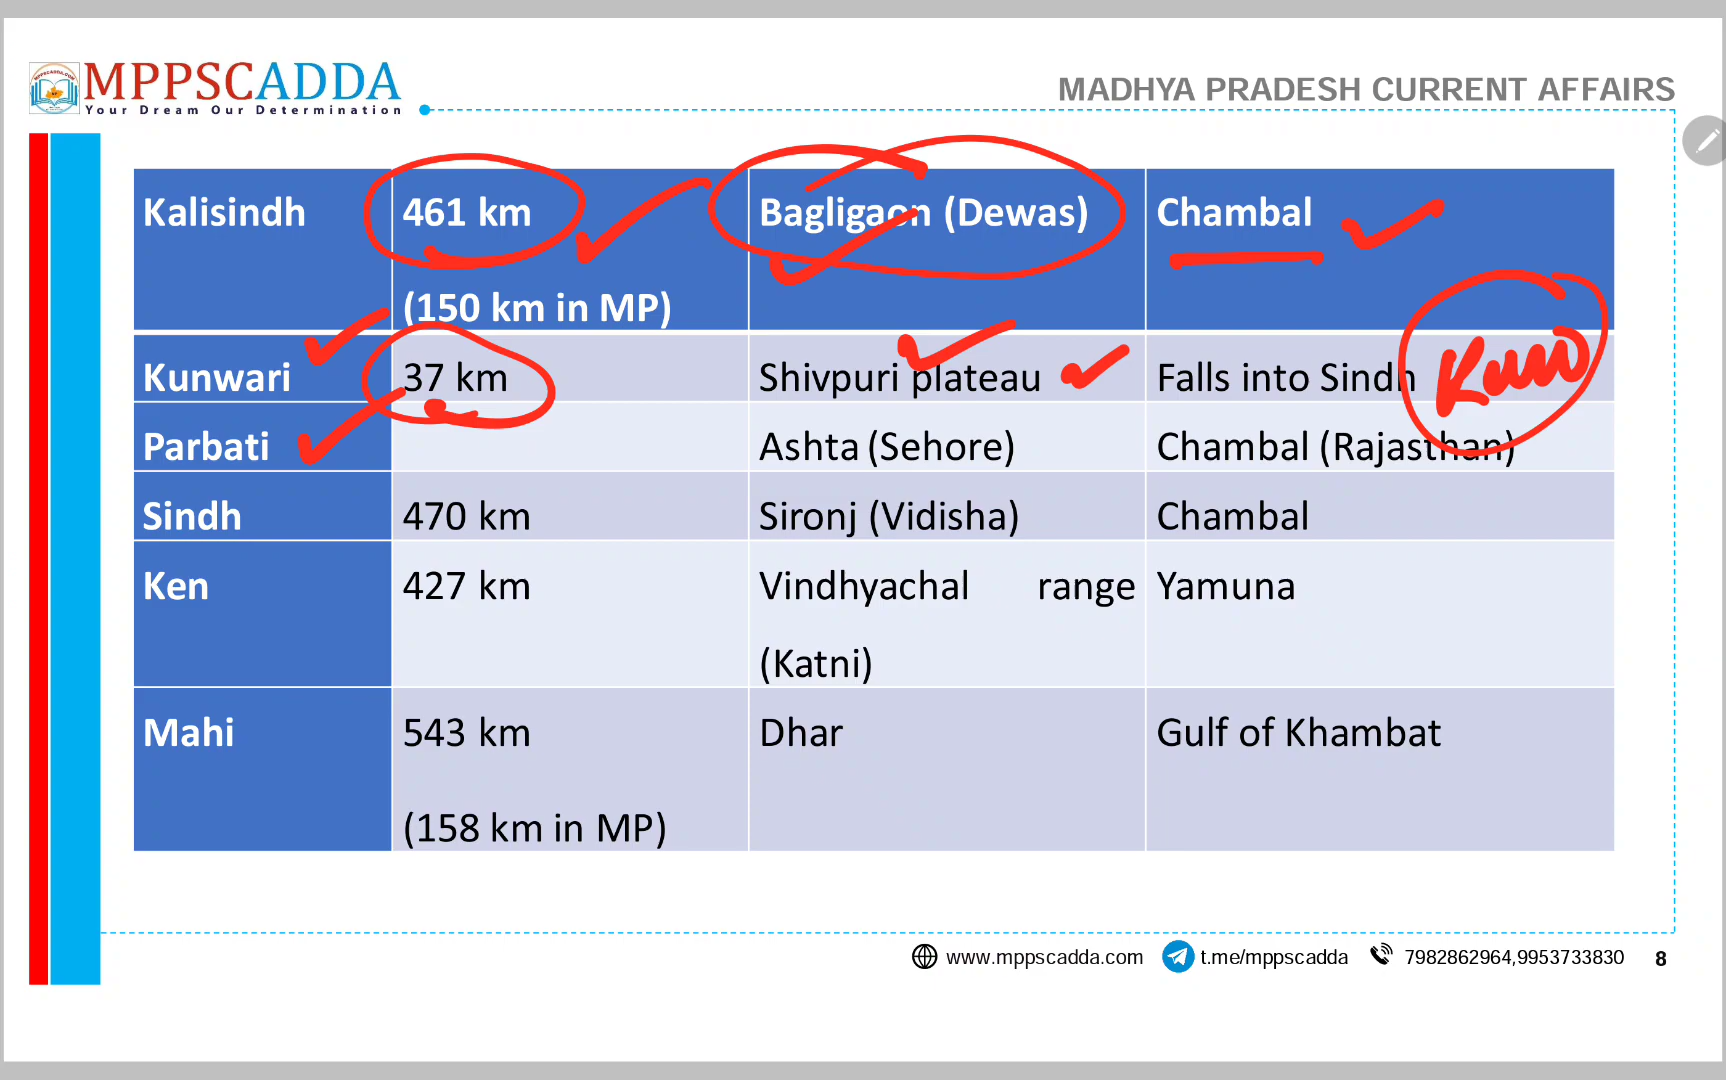 MPPSCADDA
Your Dream Our Determination
MADHYA PRADESH CURRENT AFFAIRS
Kalisindh 461 km Bagligaon (Dewas) Chambal
(150 km in MP)
Kunwari 37 km Shivpuri plateau Falls into Sindh
Parbati Ashta (Sehore) Chambal (Rajasthan)
Sindh 470 km Sironj (Vidisha) Chambal
Ken 427 km Vindhyachal range Yamuna
(Katni)
Mahi 543 km Dhar Gulf of Khambat
(158 km in MP)
www.mppscadda.com t.me/mppscadda 7982862964,9953733830 8